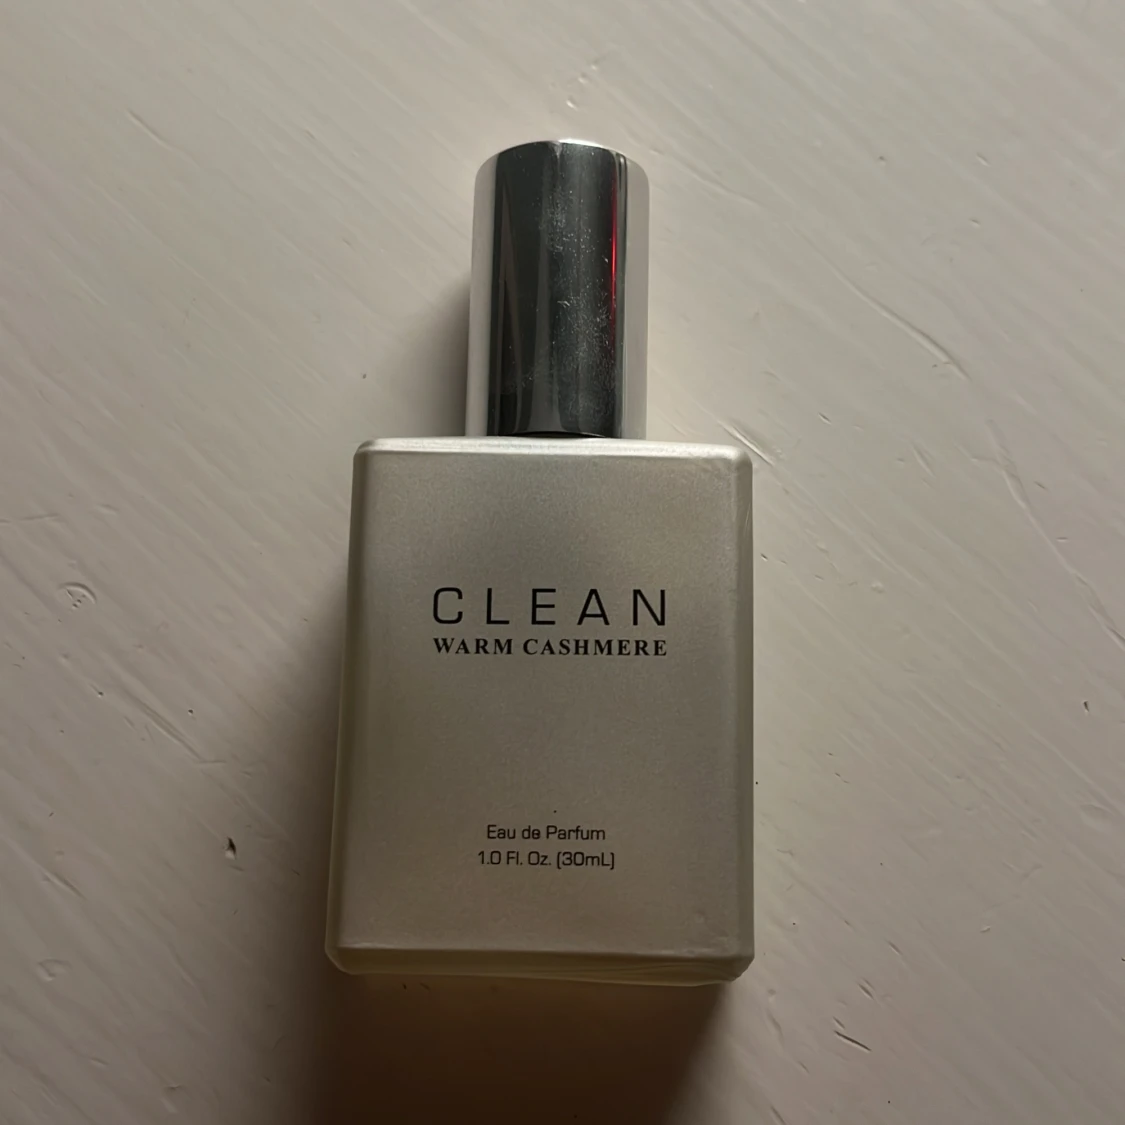 CLEAN
WARM CASHMERE
Eau de Parfum
1.0 Fl. Oz. (30mL)